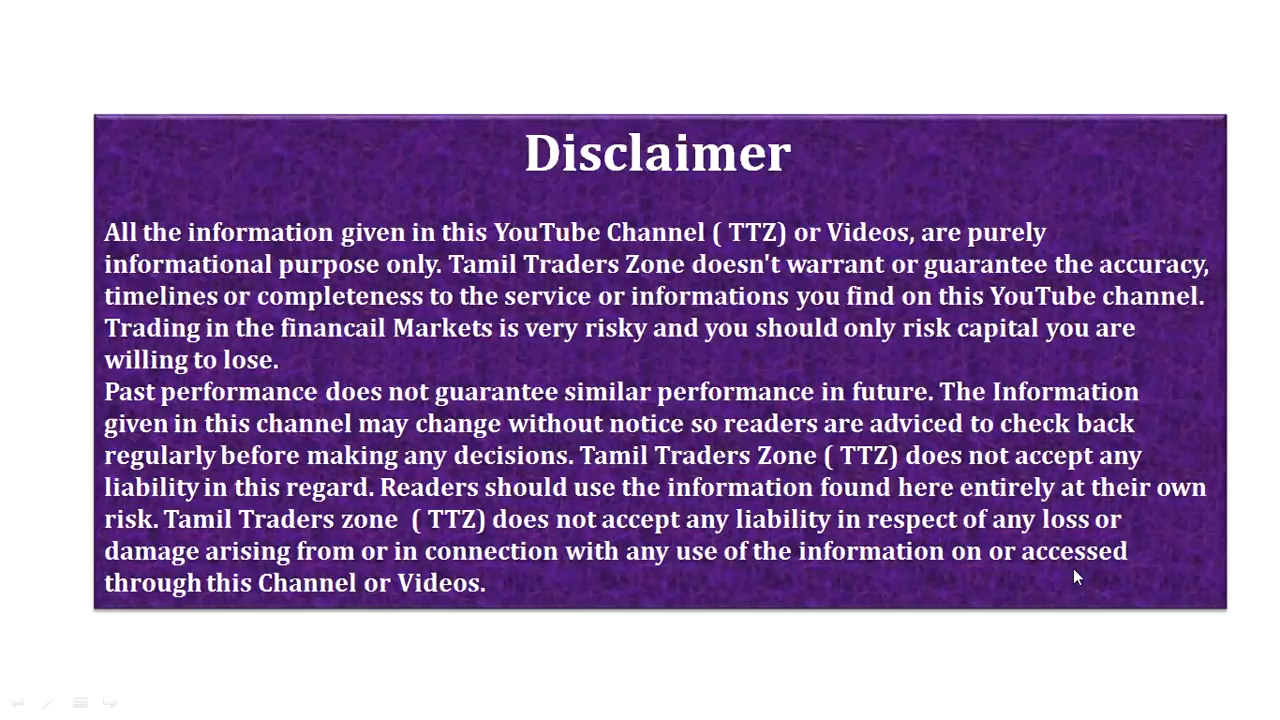 Disclaimer
All the information given in this YouTube Channel ( TTZ) or Videos, are purely
informational purpose only. Tamil Traders Zone doesn't warrant or guarantee the accuracy,
timelines or completeness to the service or informations you find on this YouTube channel.
Trading in the financail Markets is very risky and you should only risk capital you are
willing to lose.
Past performance does not guarantee similar performance in future. The Information
given in this channel may change without notice so readers are adviced to check back
regularly before making any decisions. Tamil Traders Zone ( TTZ) does not accept any
liability in this regard. Readers should use the information found here entirely at their own
risk. Tamil Traders zone  ( TTZ) does not accept any liability in respect of any loss or
damage arising from or in connection with any use of the information on or accessed
through this Channel or Videos.